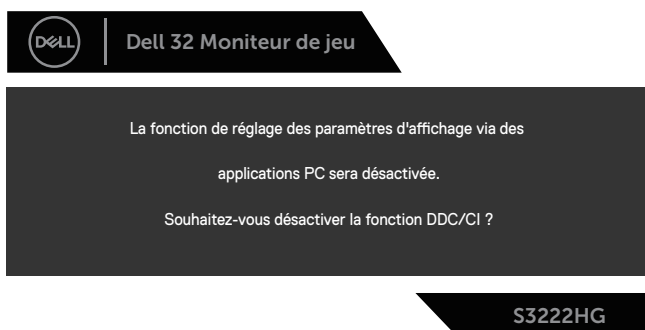 DELL
Dell 32 Moniteur de jeu
La fonction de réglage des paramètres d'affichage via des
applications PC sera désactivée.
Souhaitez-vous désactiver la fonction DDC/CI ?
S3222HG